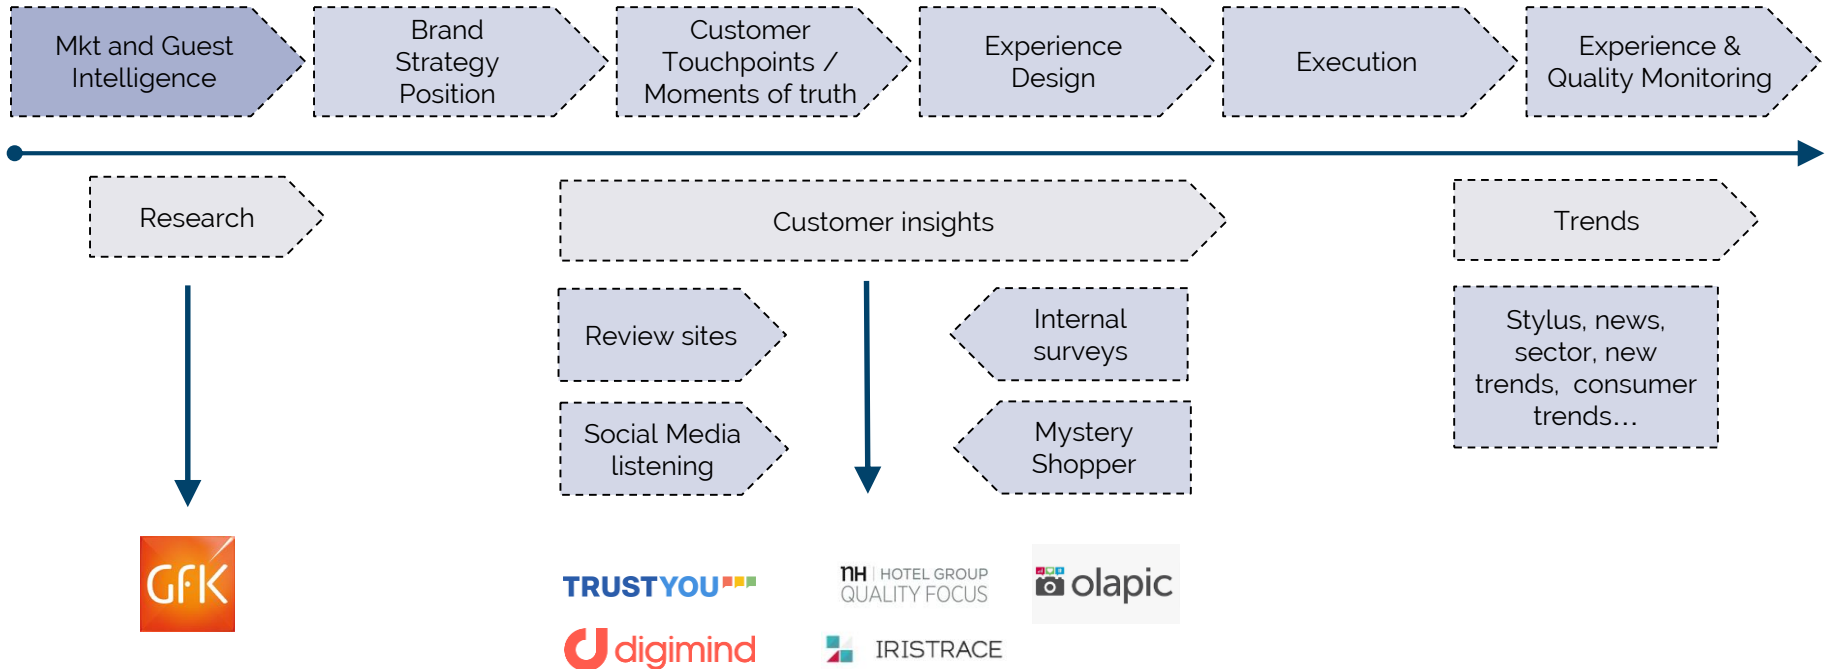 Mkt and Guest
Intelligence
Brand
Strategy
Position
Customer
Touchpoints /
Moments of truth
Experience
Design
Execution
Experience &
Quality Monitoring
Research
Customer insights
Trends
Review sites
Internal
surveys
Social Media
listening
Mystery
Shopper
Stylus, news,
sector, new
trends, consumer
trends...
GfK
TRUSTYOU
nH | HOTEL GROUP
QUALITY FOCUS
olapic
digimind
IRISTRACE